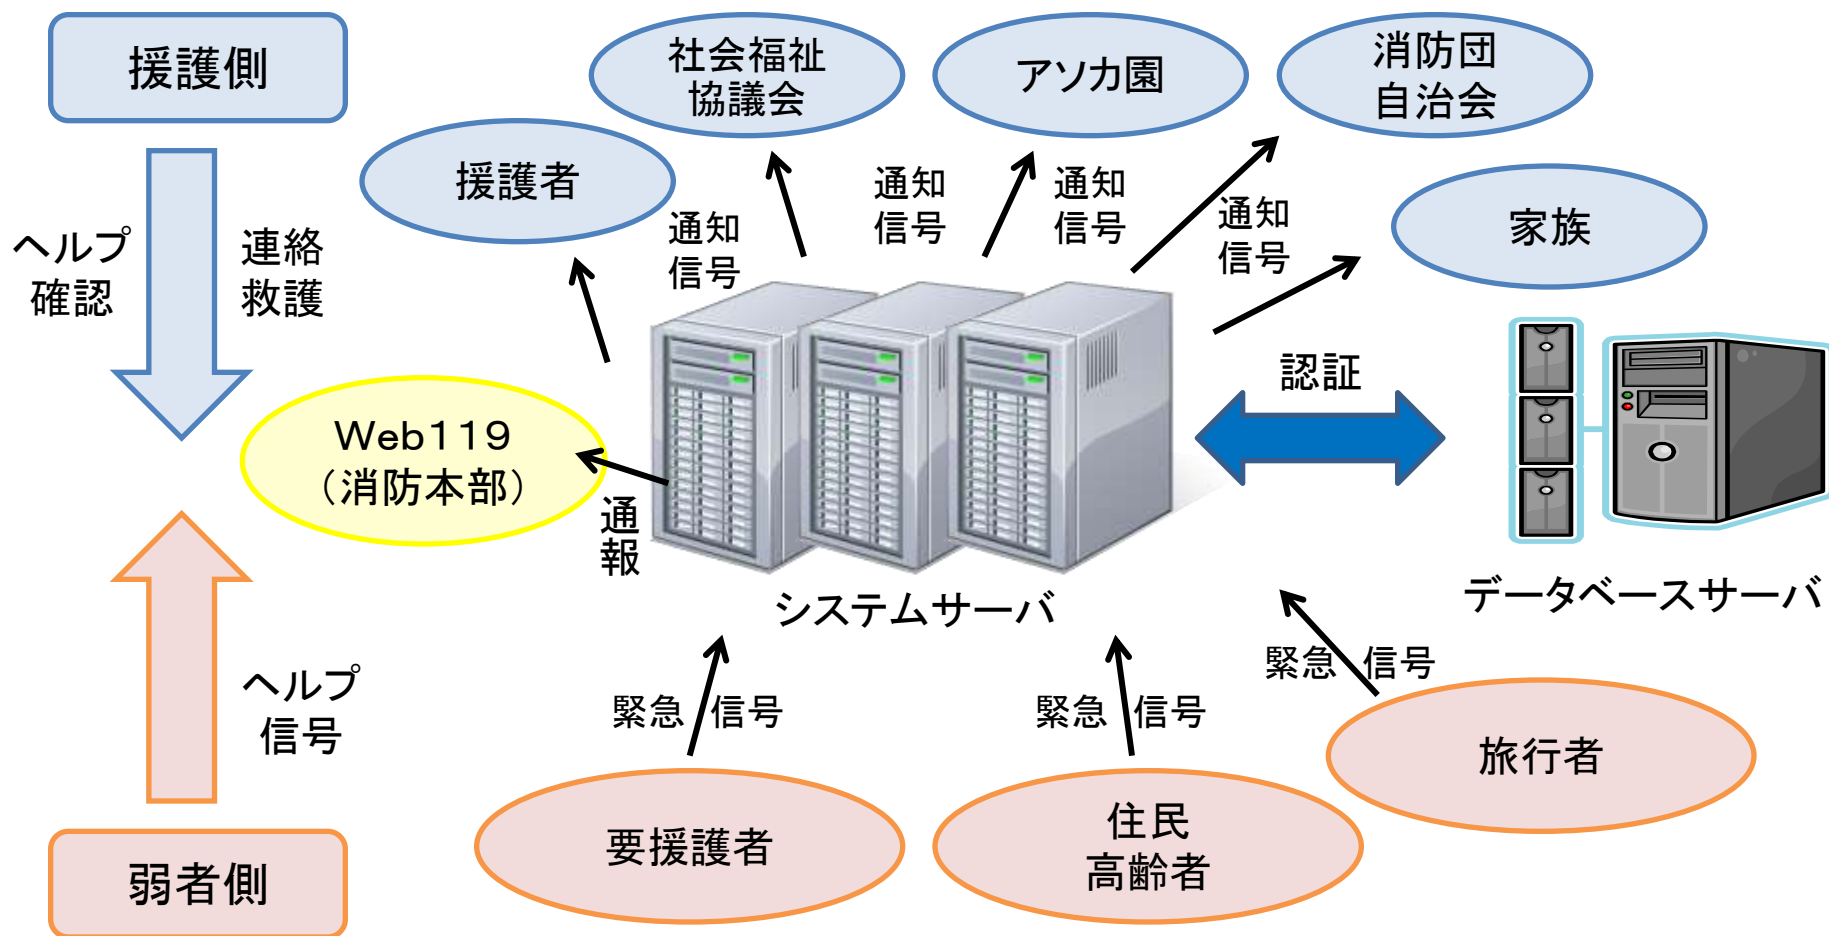 援護側
社会福祉
協議会
アソカ園
消防団
自治会
援護者
家族
通知
信号
通知
信号
通知
信号
通知
信号
ヘルプ
確認
連絡
救護
認証
Web119
（消防本部）
通
報
システムサーバ
データベースサーバ
ヘルプ
信号
緊急 信号
緊急 信号
緊急 信号
旅行者
要援護者
住民
高齢者
弱者側